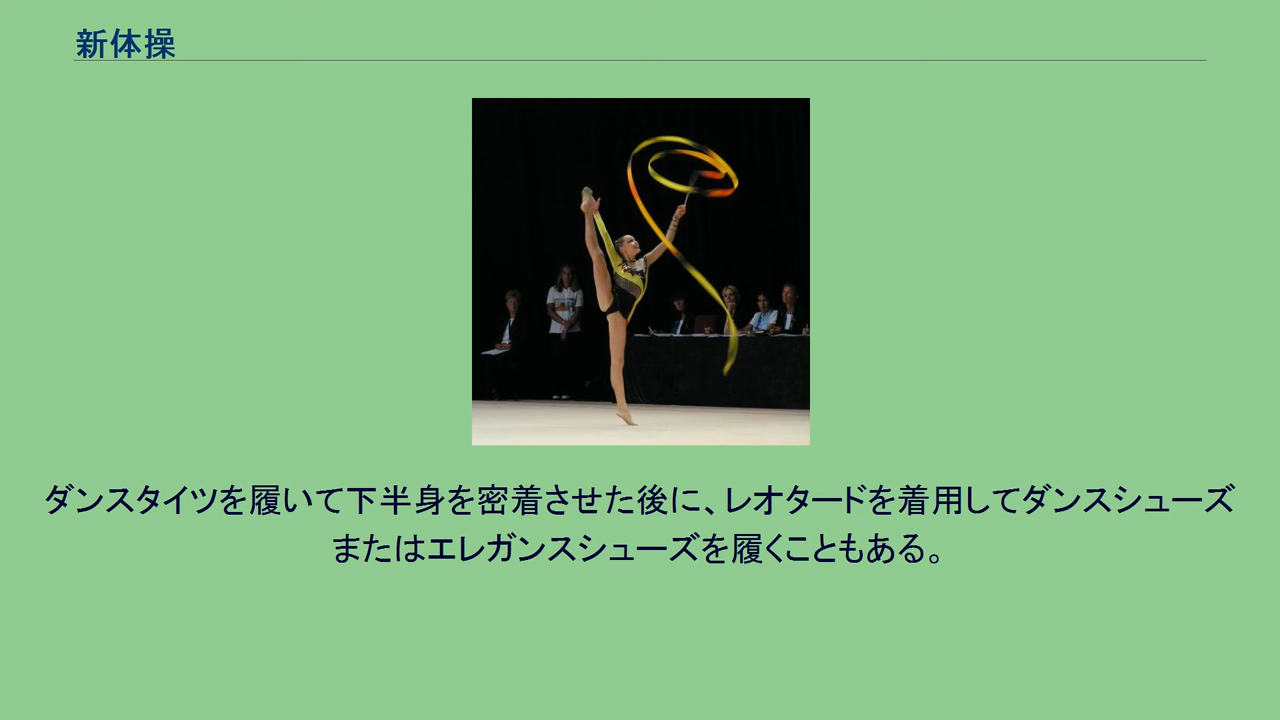 新体操
ダンスタイツを履いて下半身を密着させた後に、レオタードを着用してダンスシューズ
またはエレガンスシューズを履くこともある。